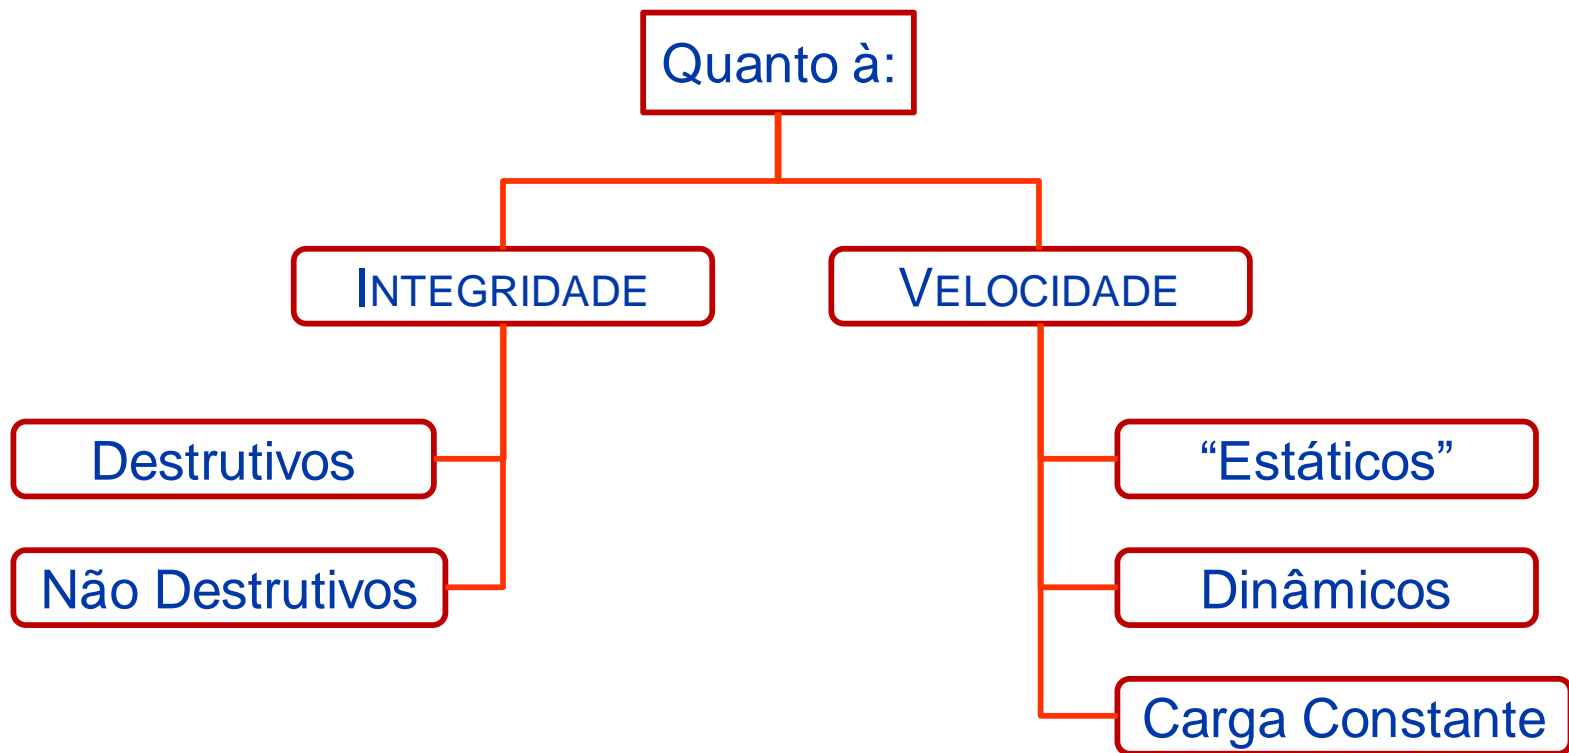 Quanto à:
INTEGRIDADE
VELOCIDADE
Destrutivos
“Estáticos”
Não Destrutivos
Dinâmicos
Carga Constante